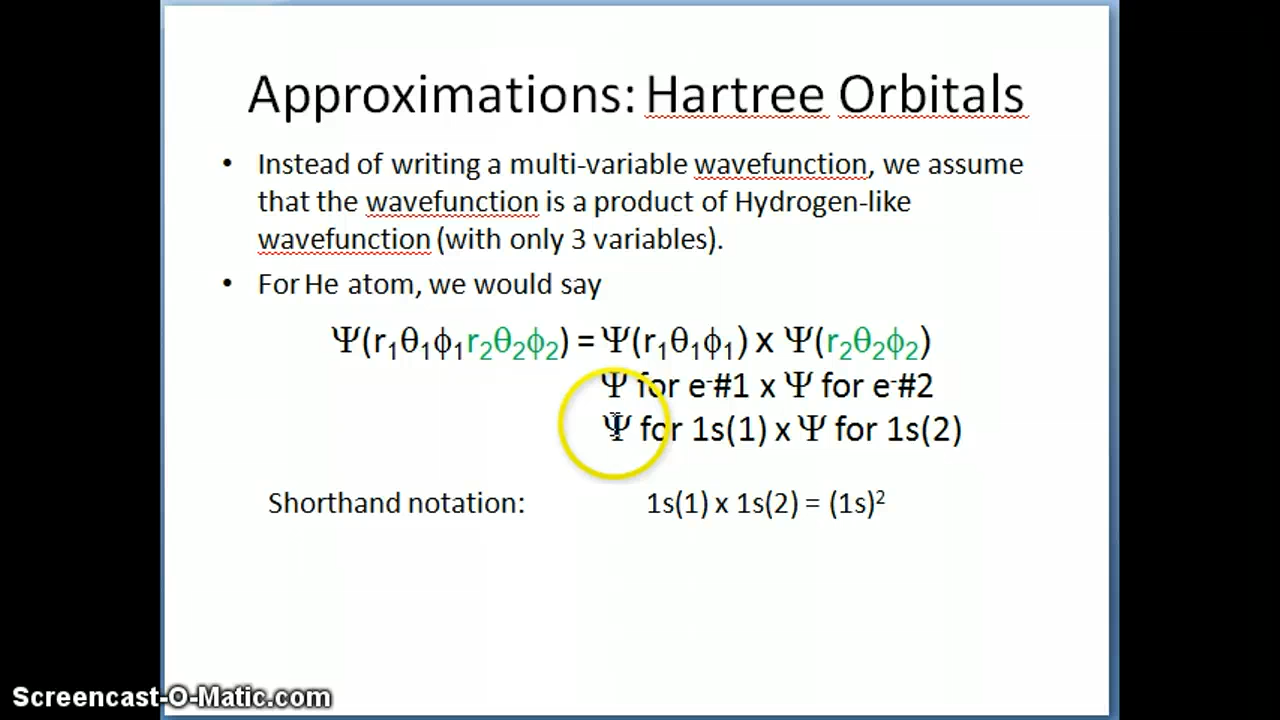 Approximations: Hartree Orbitals
• Instead of writing a multi-variable wavefunction, we assume
that the wavefunction is a product of Hydrogen-like
wavefunction (with only 3 variables).
• For He atom, we would say
Ψ(r₁θ₁ϕ₁r₂θ₂ϕ₂) = Ψ(r₁θ₁ϕ₁) x Ψ(r₂θ₂ϕ₂)
Ψ for e⁻#1 x Ψ for e⁻#2
Ψ for 1s(1) x Ψ for 1s(2)
Shorthand notation: 1s(1) x 1s(2) = (1s)²
Screencast-O-Matic.com